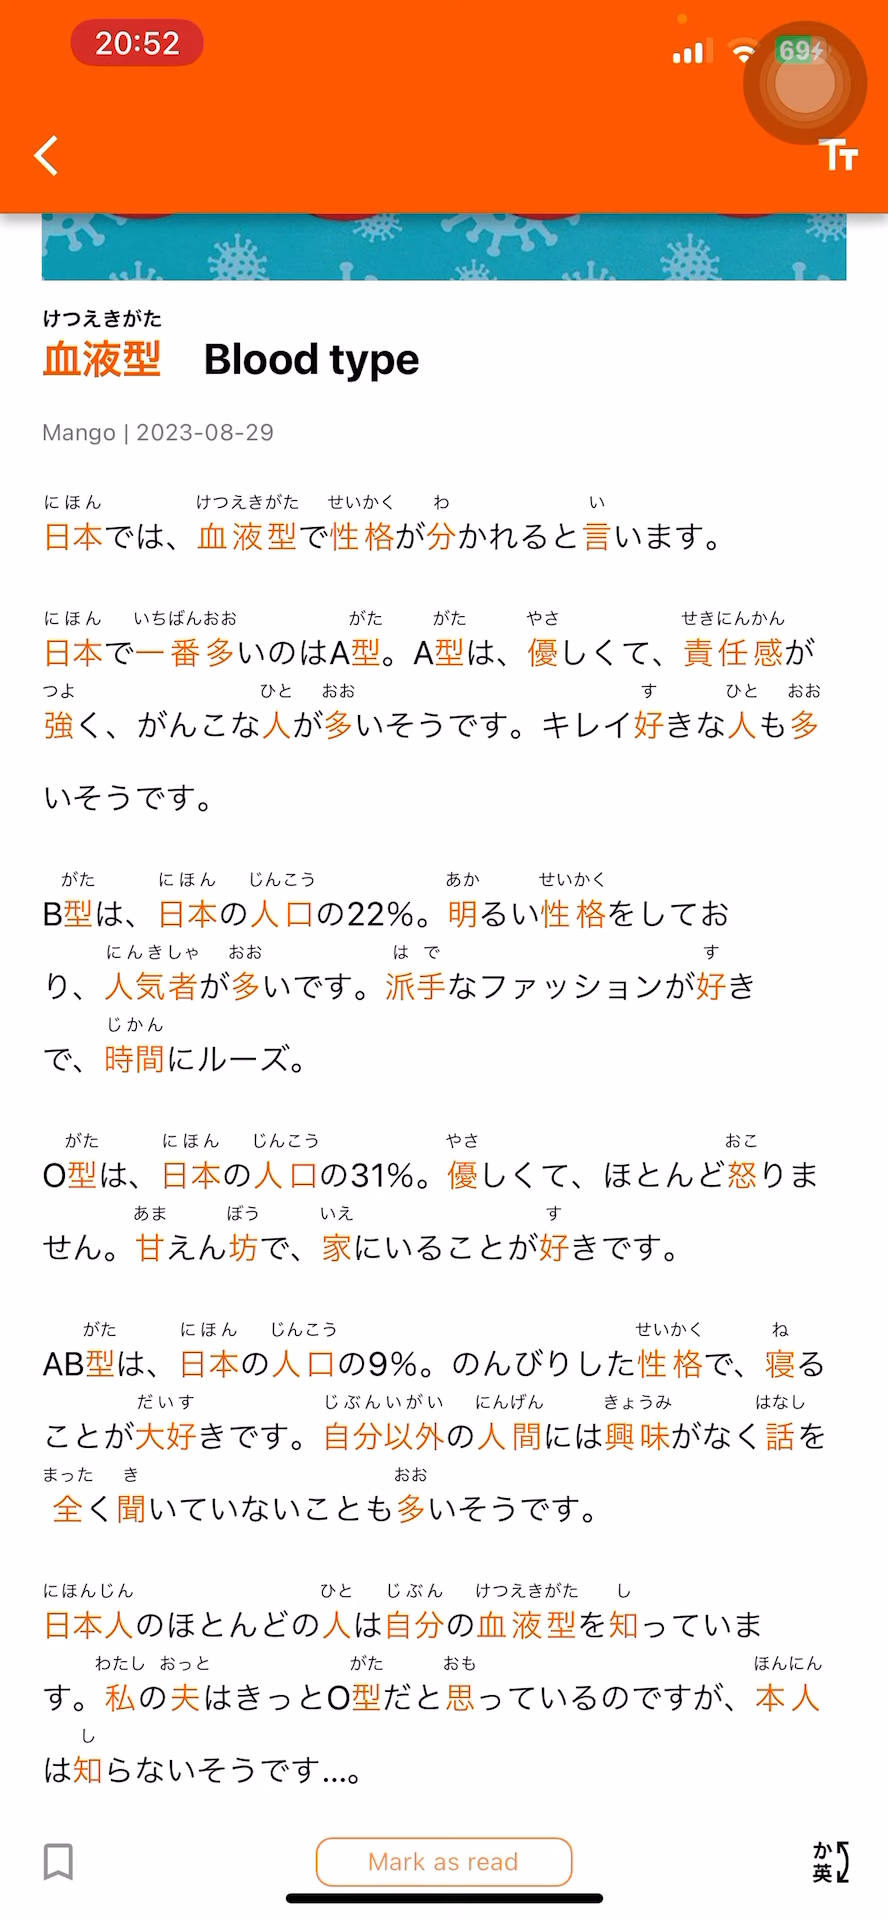 20:52
69
TT
けつえきがた
血液型 Blood type
Mango | 2023-08-29
にほん けつえきがた せいかく わ い
日本では、血液型で性格が分かれると言います。
にほん いちばんおお がた がた やさ せきにんかん
日本で一番多いのはA型。A型は、優しくて、責任感が
つよ ひと おお す ひと おお
強く、がんこな人が多いそうです。キレイ好きな人も多
いそうです。
がた にほん じんこう あか せいかく
B型は、日本の人口の22%。明るい性格をしてお
にんきしゃ おお はで す
り、人気者が多いです。派手なファッションが好き
じかん
で、時間にルーズ。
がた にほん じんこう やさ おこ
O型は、日本の人口の31%。優しくて、ほとんど怒りま
あま ぼう いえ す
せん。甘えん坊で、家にいることが好きです。
がた にほん じんこう せいかく ね
AB型は、日本の人口の9%。のんびりした性格で、寝る
だいす じぶんいがい にんげん きょうみ はなし
ことが大好きです。自分以外の人間には興味がなく話を
まった き おお
全く聞いていないことも多いそうです。
にほんじん ひと じぶん けつえきがた し
日本人のほとんどの人は自分の血液型を知っていま
わたし おっと がた おも ほんにん
す。私の夫はきっとO型だと思っているのですが、本人
し
は知らないそうです...。
Mark as read
か
英